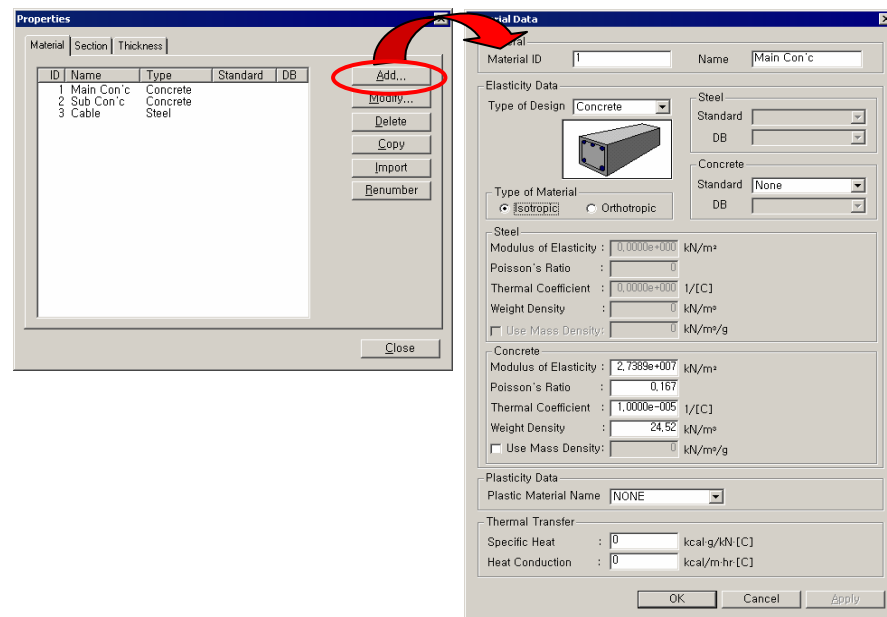 Properties
Material Section Thickness
ID Name Type Standard DB
1 Main Con'c Concrete
2 Sub Con'c Concrete
3 Cable Steel
Add...
Modify...
Delete
Copy
Import
Renumber
Close
Material Data
General
Material ID 1 Name Main Con'c
Elasticity Data
Type of Design Concrete
Steel
Standard
DB
Concrete
Standard None
DB
Type of Material
Isotropic Orthotropic
Steel
Modulus of Elasticity : 0,0000e+000 kN/m²
Poisson's Ratio : 0
Thermal Coefficient : 0,0000e+000 1/[C]
Weight Density : 0 kN/m³
Use Mass Density: 0 kN/m³/g
Concrete
Modulus of Elasticity : 2,7389e+007 kN/m²
Poisson's Ratio : 0,167
Thermal Coefficient : 1,0000e-005 1/[C]
Weight Density : 24,52 kN/m³
Use Mass Density: 0 kN/m³/g
Plasticity Data
Plastic Material Name NONE
Thermal Transfer
Specific Heat : 0 kcal·g/kN·[C]
Heat Conduction : 0 kcal/m·hr·[C]
OK Cancel Apply